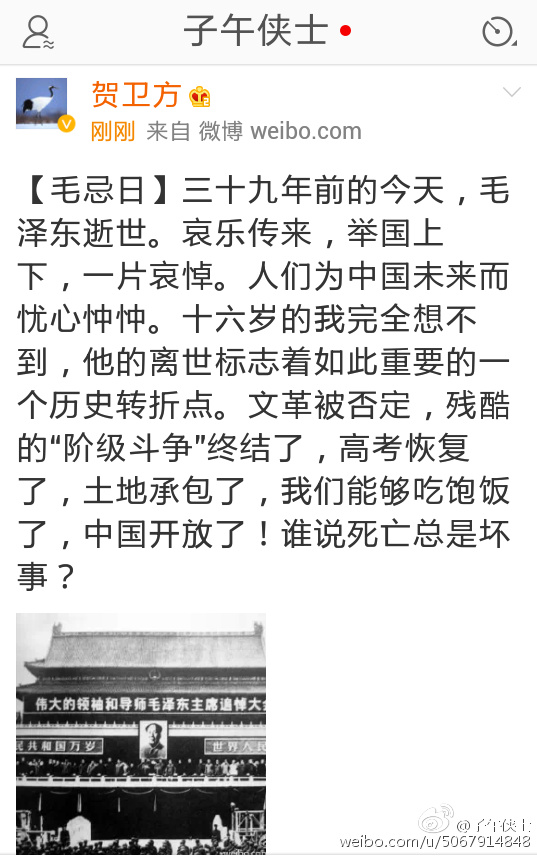 子午侠士
贺卫方
刚刚 来自 微博 weibo.com
【毛忌日】三十九年前的今天，毛
泽东逝世。哀乐传来，举国上
下，一片哀悼。人们为中国未来而
忧心忡忡。十六岁的我完全想不
到，他的离世标志着如此重要的一
个历史转折点。文革被否定，残酷
的“阶级斗争”终结了，高考恢复
了，土地承包了，我们能够吃饱饭
了，中国开放了！谁说死亡总是坏
事？
伟大的领袖和导师毛泽东主席追悼大会
民共和国万岁
世界人民
@子午侠士
weibo.com/u/5067914848